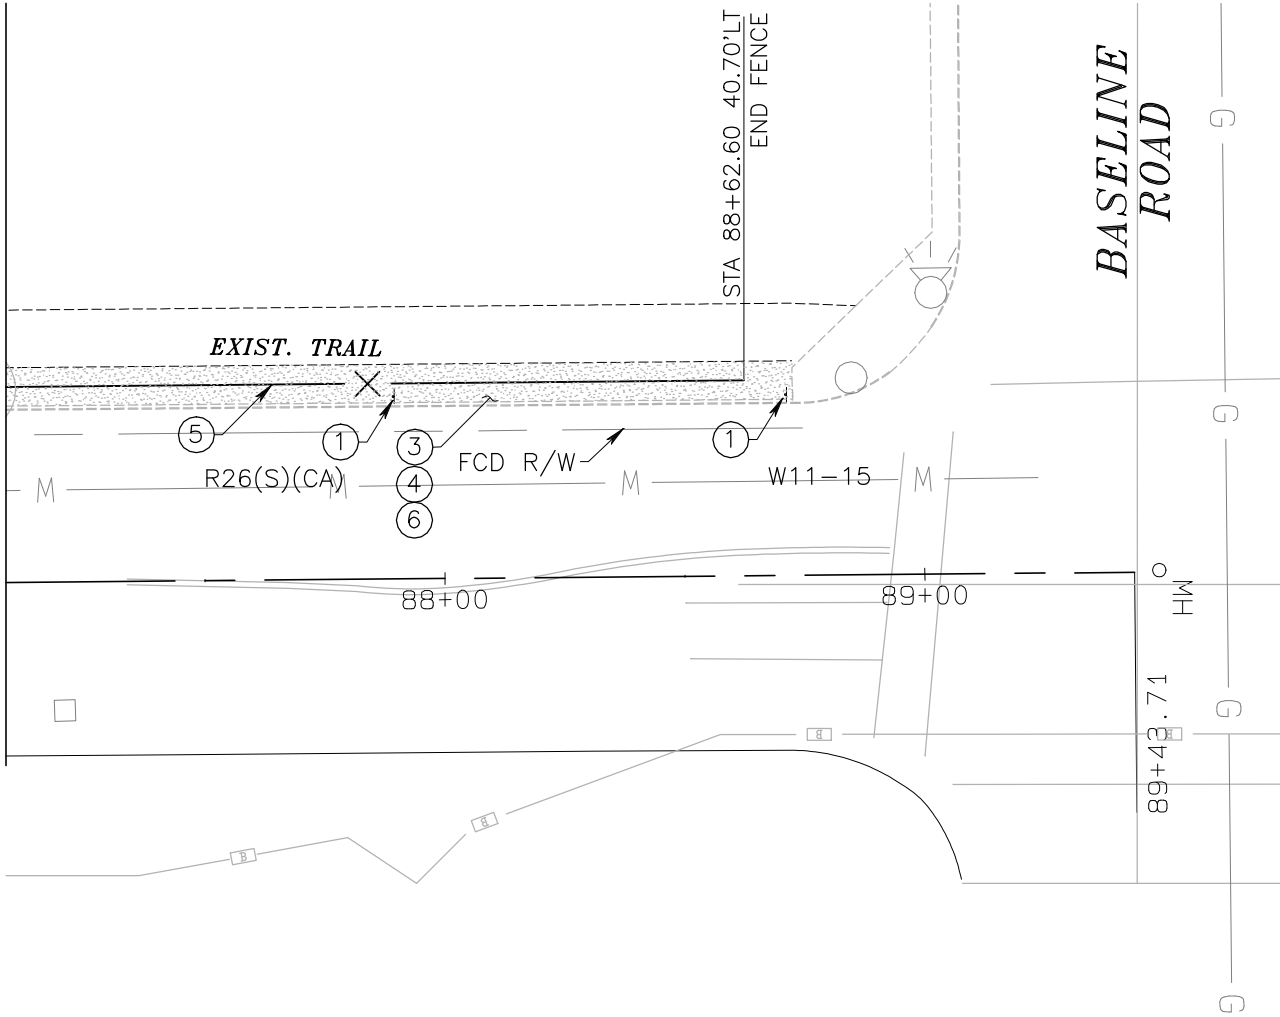 STA 88+62.60 40.70'LT
END FENCE
BASELINE
ROAD
G
EXIST. TRAIL
5
1
3
4
6
1
G
FCD R/W
R26(S)(CA)
W11-15
M
M
M
M
88+00
89+00
MH
89+43.71
G
B
B
B
B
G